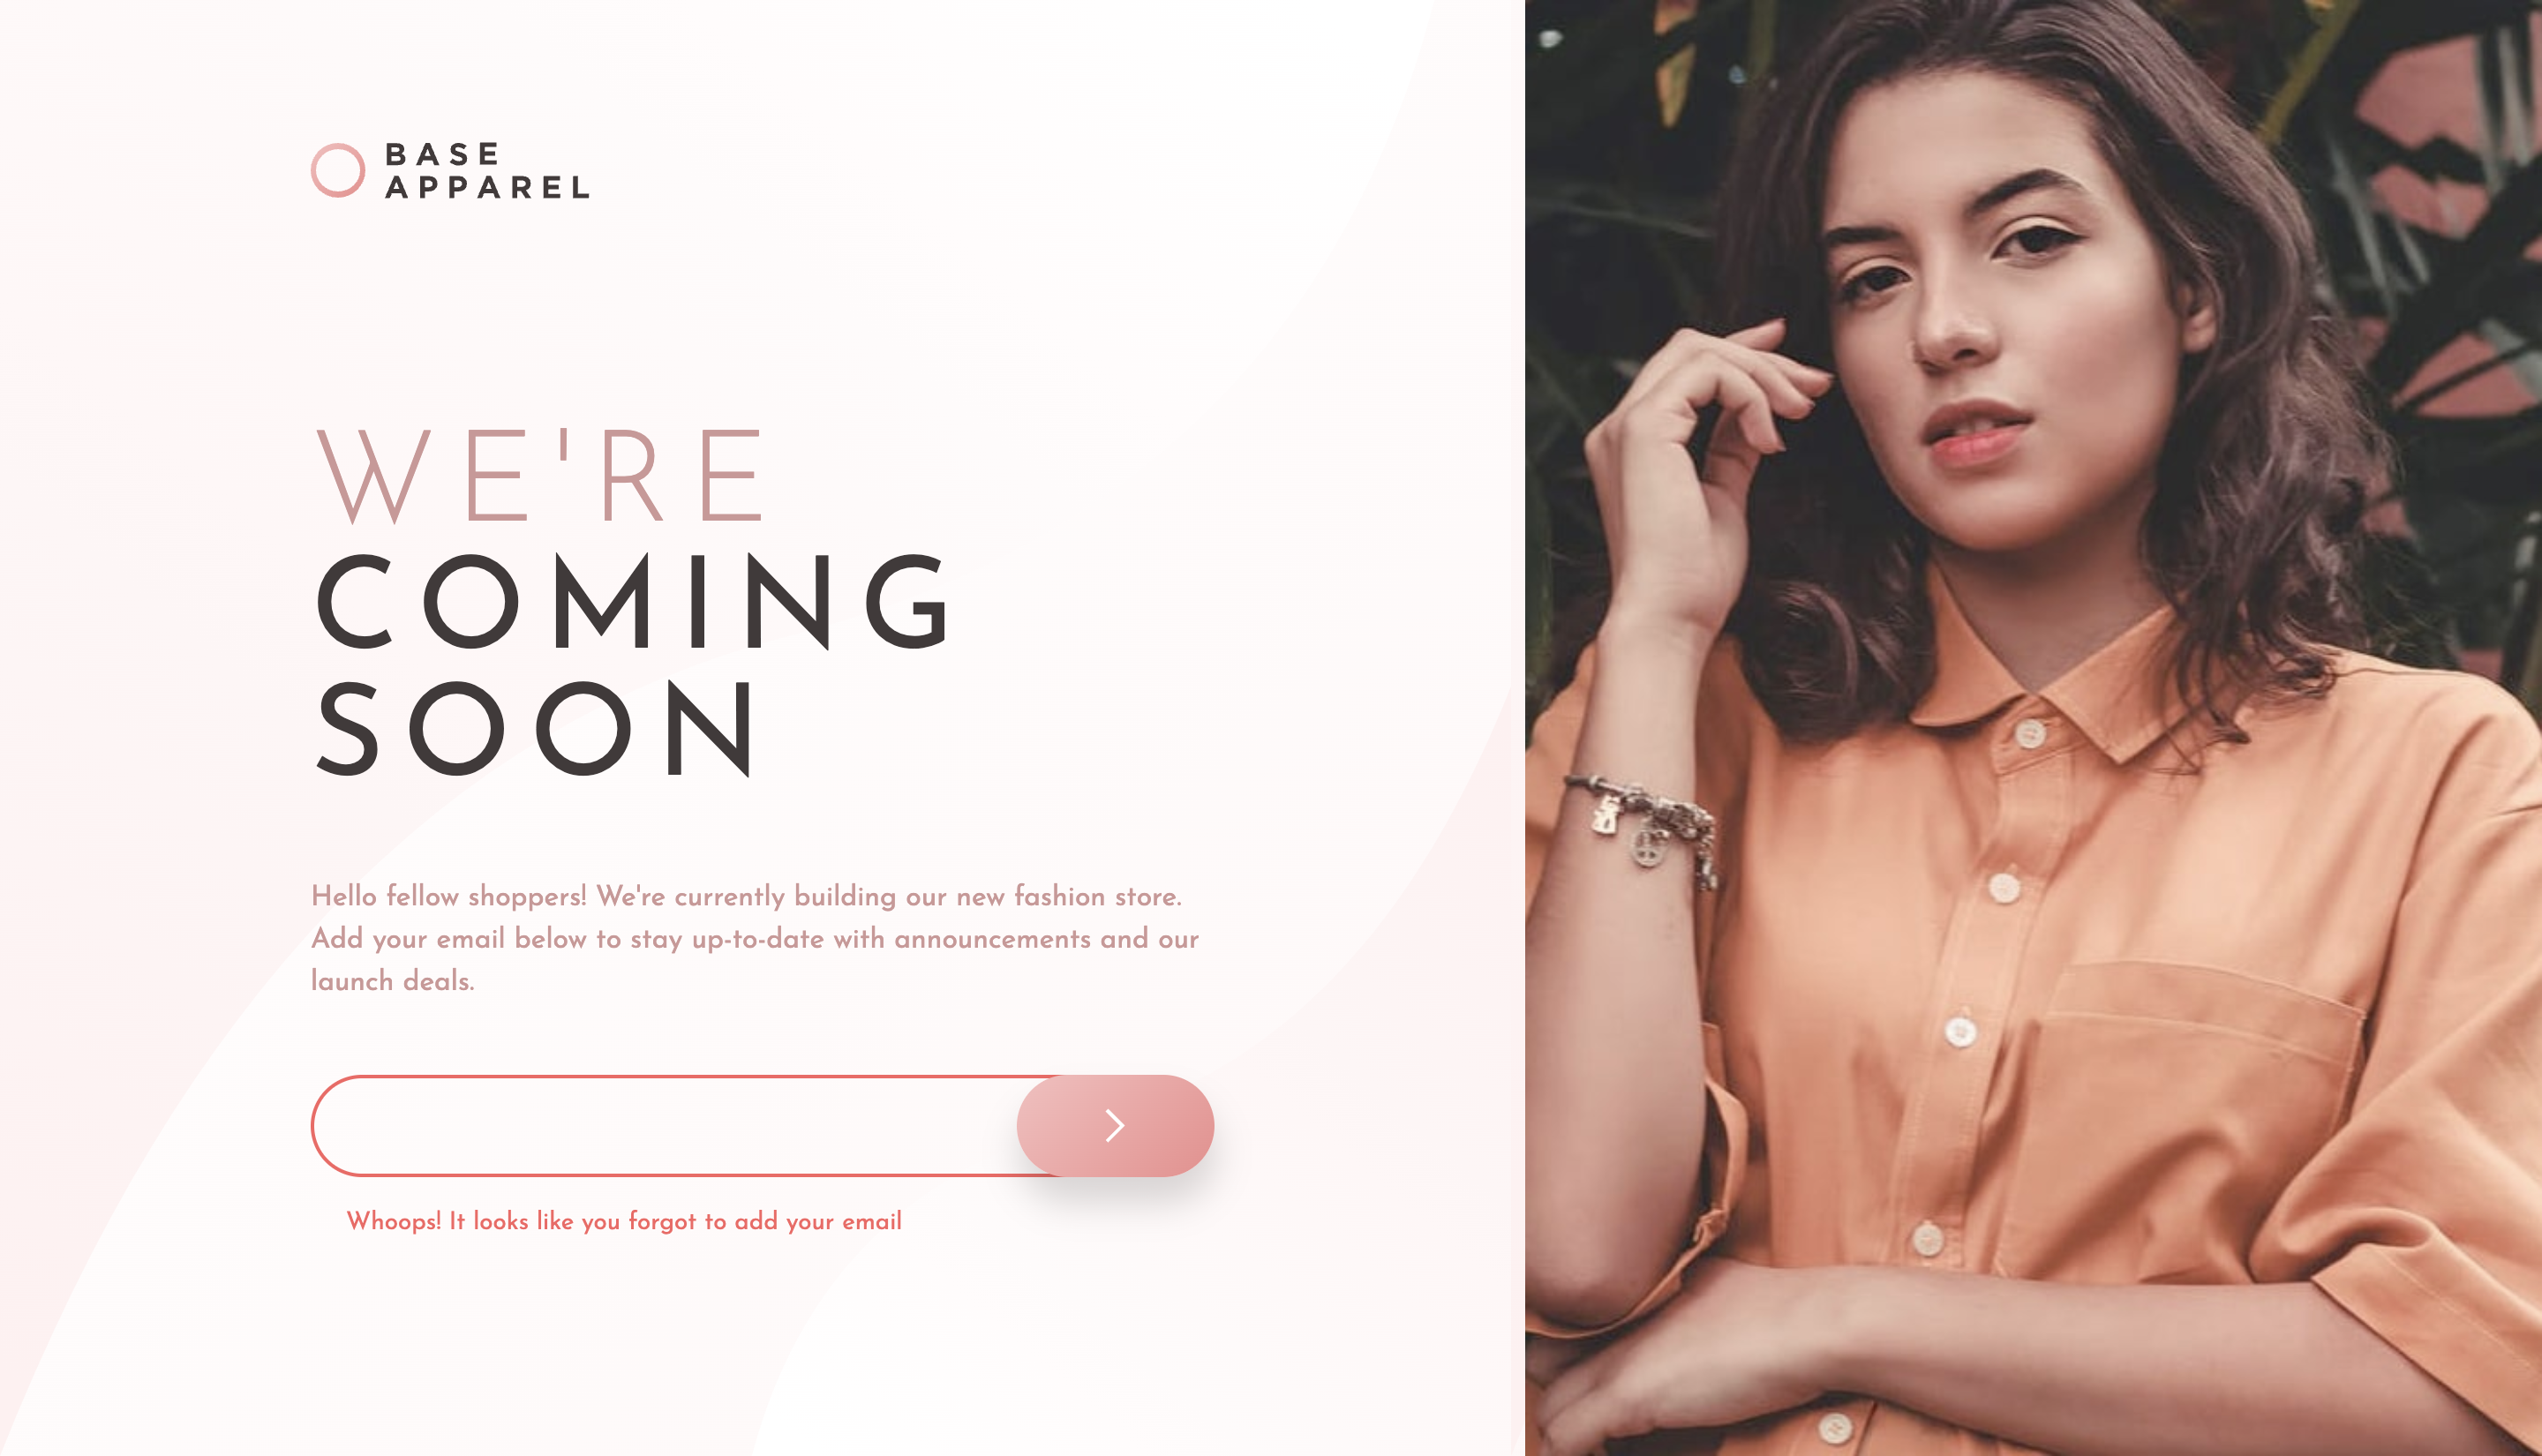 BASE
APPAREL
WE'RE
COMING
SOON
Hello fellow shoppers! We're currently building our new fashion store.
Add your email below to stay up-to-date with announcements and our
launch deals.
Whoops! It looks like you forgot to add your email